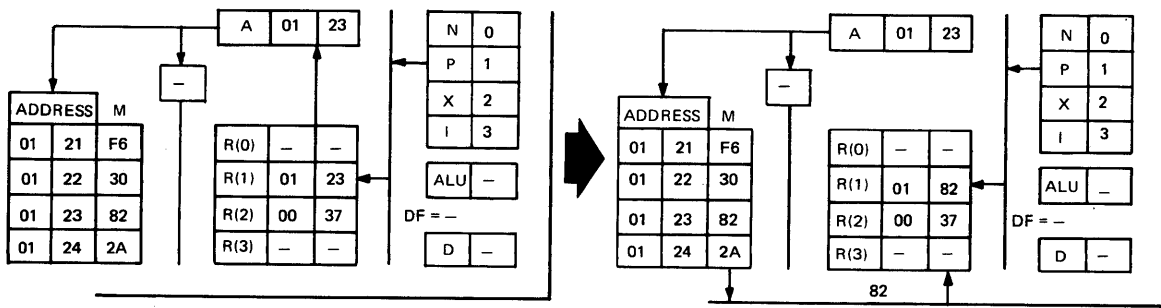 A 01 23
N 0
P 1
X 2
I 3
–
ADDRESS M
01 21 F6
01 22 30
01 23 82
01 24 2A
R(0) – –
R(1) 01 23
R(2) 00 37
R(3) – –
ALU –
DF = –
D –
A 01 23
N 0
P 1
X 2
I 3
–
ADDRESS M
01 21 F6
01 22 30
01 23 82
01 24 2A
R(0) – –
R(1) 01 82
R(2) 00 37
R(3) – –
ALU –
DF = –
D –
82